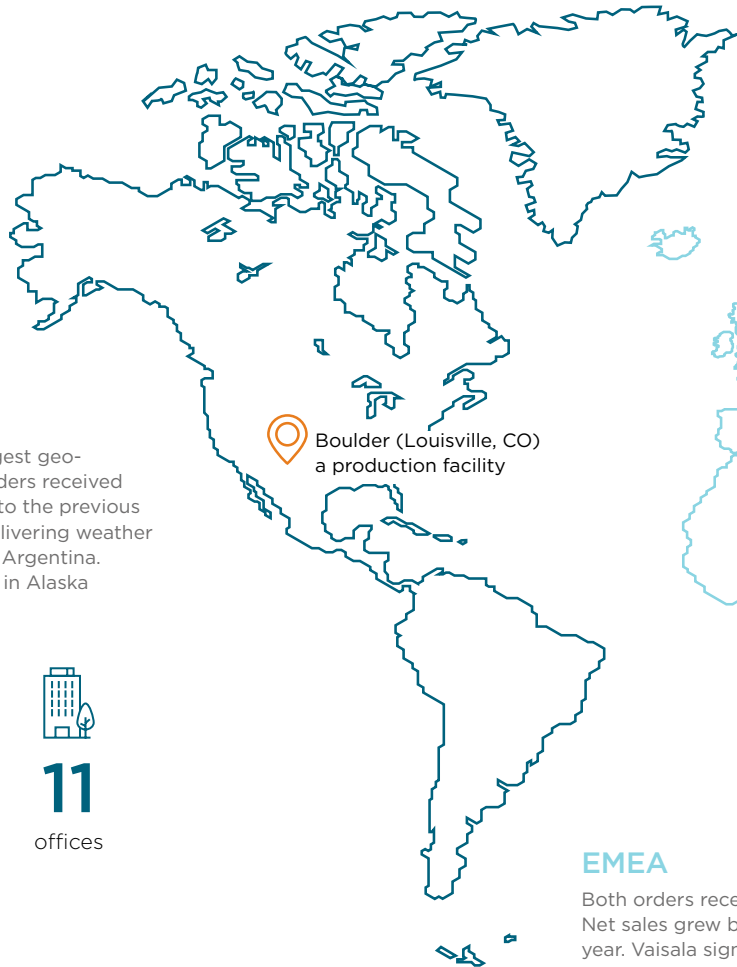 Boulder (Louisville, CO)
a production facility
gest geo-
ders received
to the previous
livering weather
Argentina.
in Alaska
11
offices
EMEA
Both orders rece
Net sales grew b
year. Vaisala sign